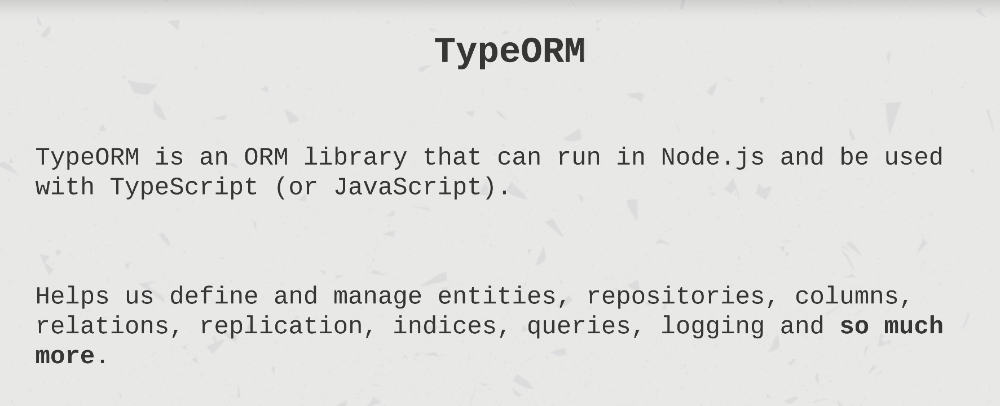 TypeORM
TypeORM is an ORM library that can run in Node.js and be used
with TypeScript (or JavaScript).
Helps us define and manage entities, repositories, columns,
relations, replication, indices, queries, logging and so much
more.